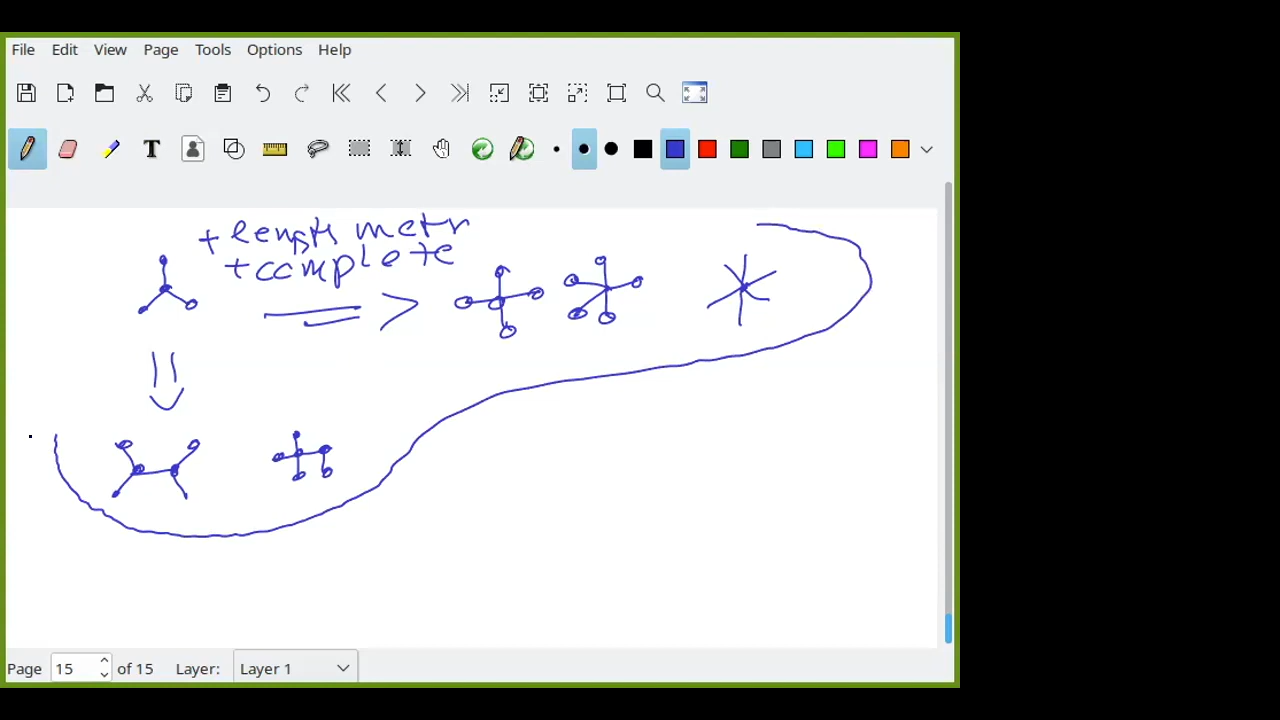 File Edit View Page Tools Options Help
T
+ length metr
+ complete
Page 15 of 15 Layer: Layer 1